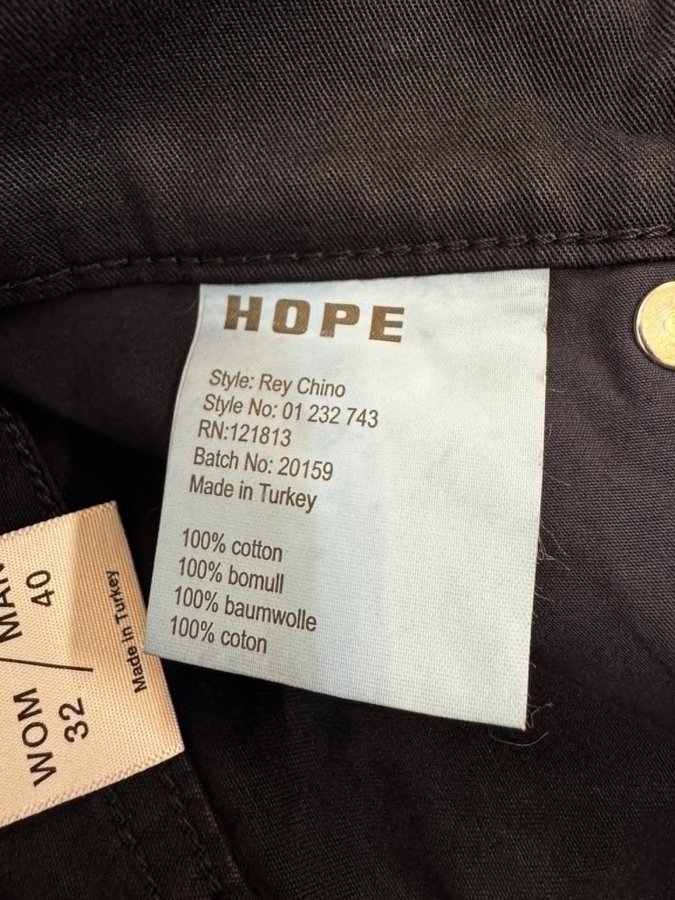 HOPE
Style: Rey Chino
Style No: 01 232 743
RN:121813
Batch No: 20159
Made in Turkey
100% cotton
100% bomull
100% baumwolle
100% coton
WOM / MAN
32 40
Made in Turkey